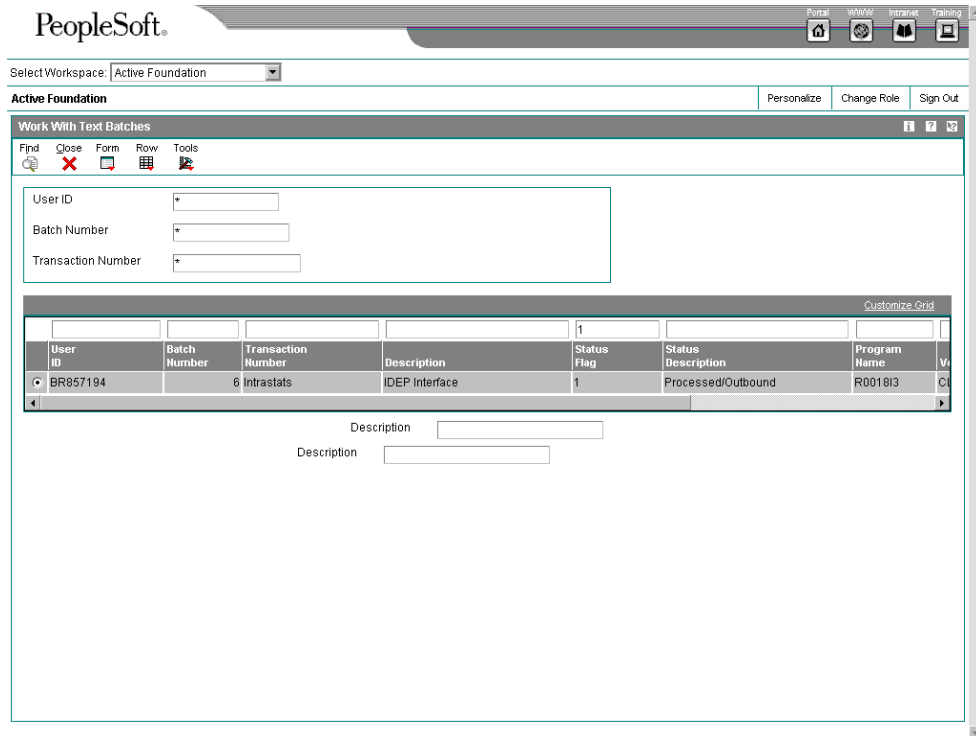 Portal WWW Intranet Training
PeopleSoft.
Select Workspace: Active Foundation
Active Foundation Personalize Change Role Sign Out
Work With Text Batches
Find Close Form Row Tools
User ID *
Batch Number *
Transaction Number *
Customize Grid
1
User ID Batch Number Transaction Number Description Status Flag Status Description Program Name
BR857194 6 Intrastats IDEP Interface 1 Processed/Outbound R0018I3
Description
Description